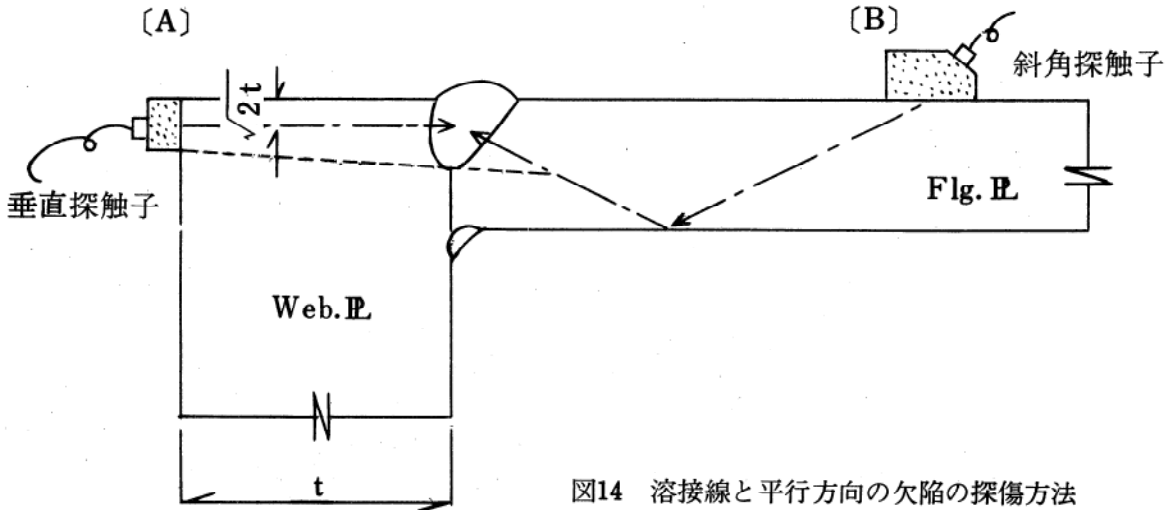 〔A〕
〔B〕
斜角探触子
√2t
垂直探触子
Flg.PL
Web.PL
t
図14 溶接線と平行方向の欠陥の探傷方法